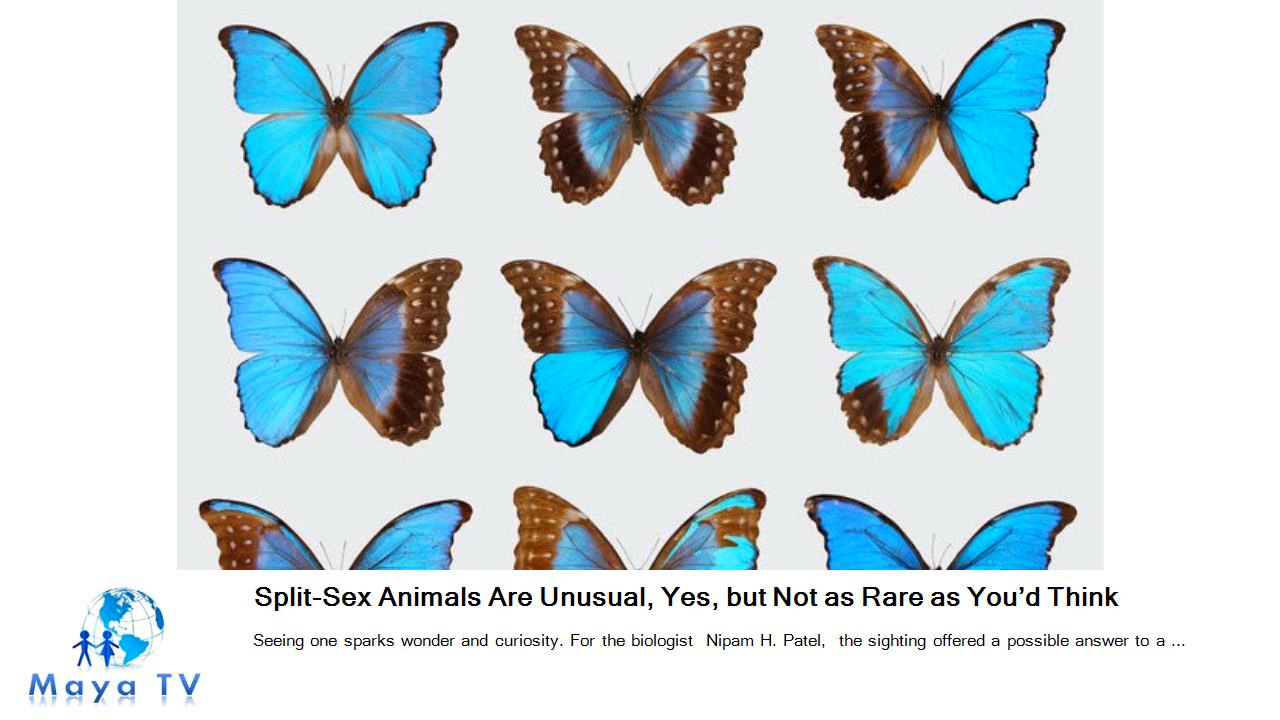 Split-Sex Animals Are Unusual, Yes, but Not as Rare as You’d Think
Seeing one sparks wonder and curiosity. For the biologist Nipam H. Patel, the sighting offered a possible answer to a ...
Maya TV